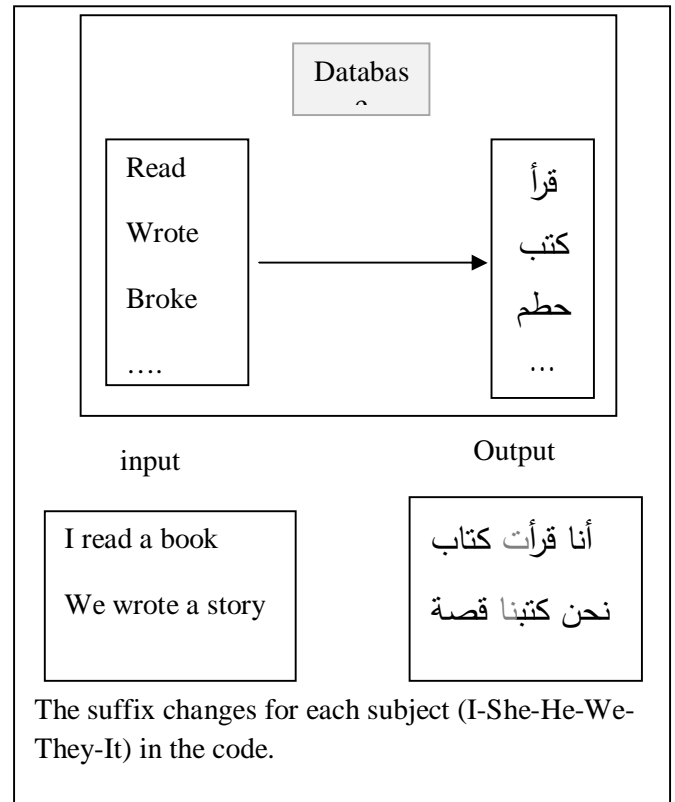 Databas
Read
Wrote
Broke
....
قرأ
كتب
حطم
...
input
Output
I read a book
We wrote a story
أنا قرأت كتاب
نحن كتبنا قصة
The suffix changes for each subject (I-She-He-We-
They-It) in the code.